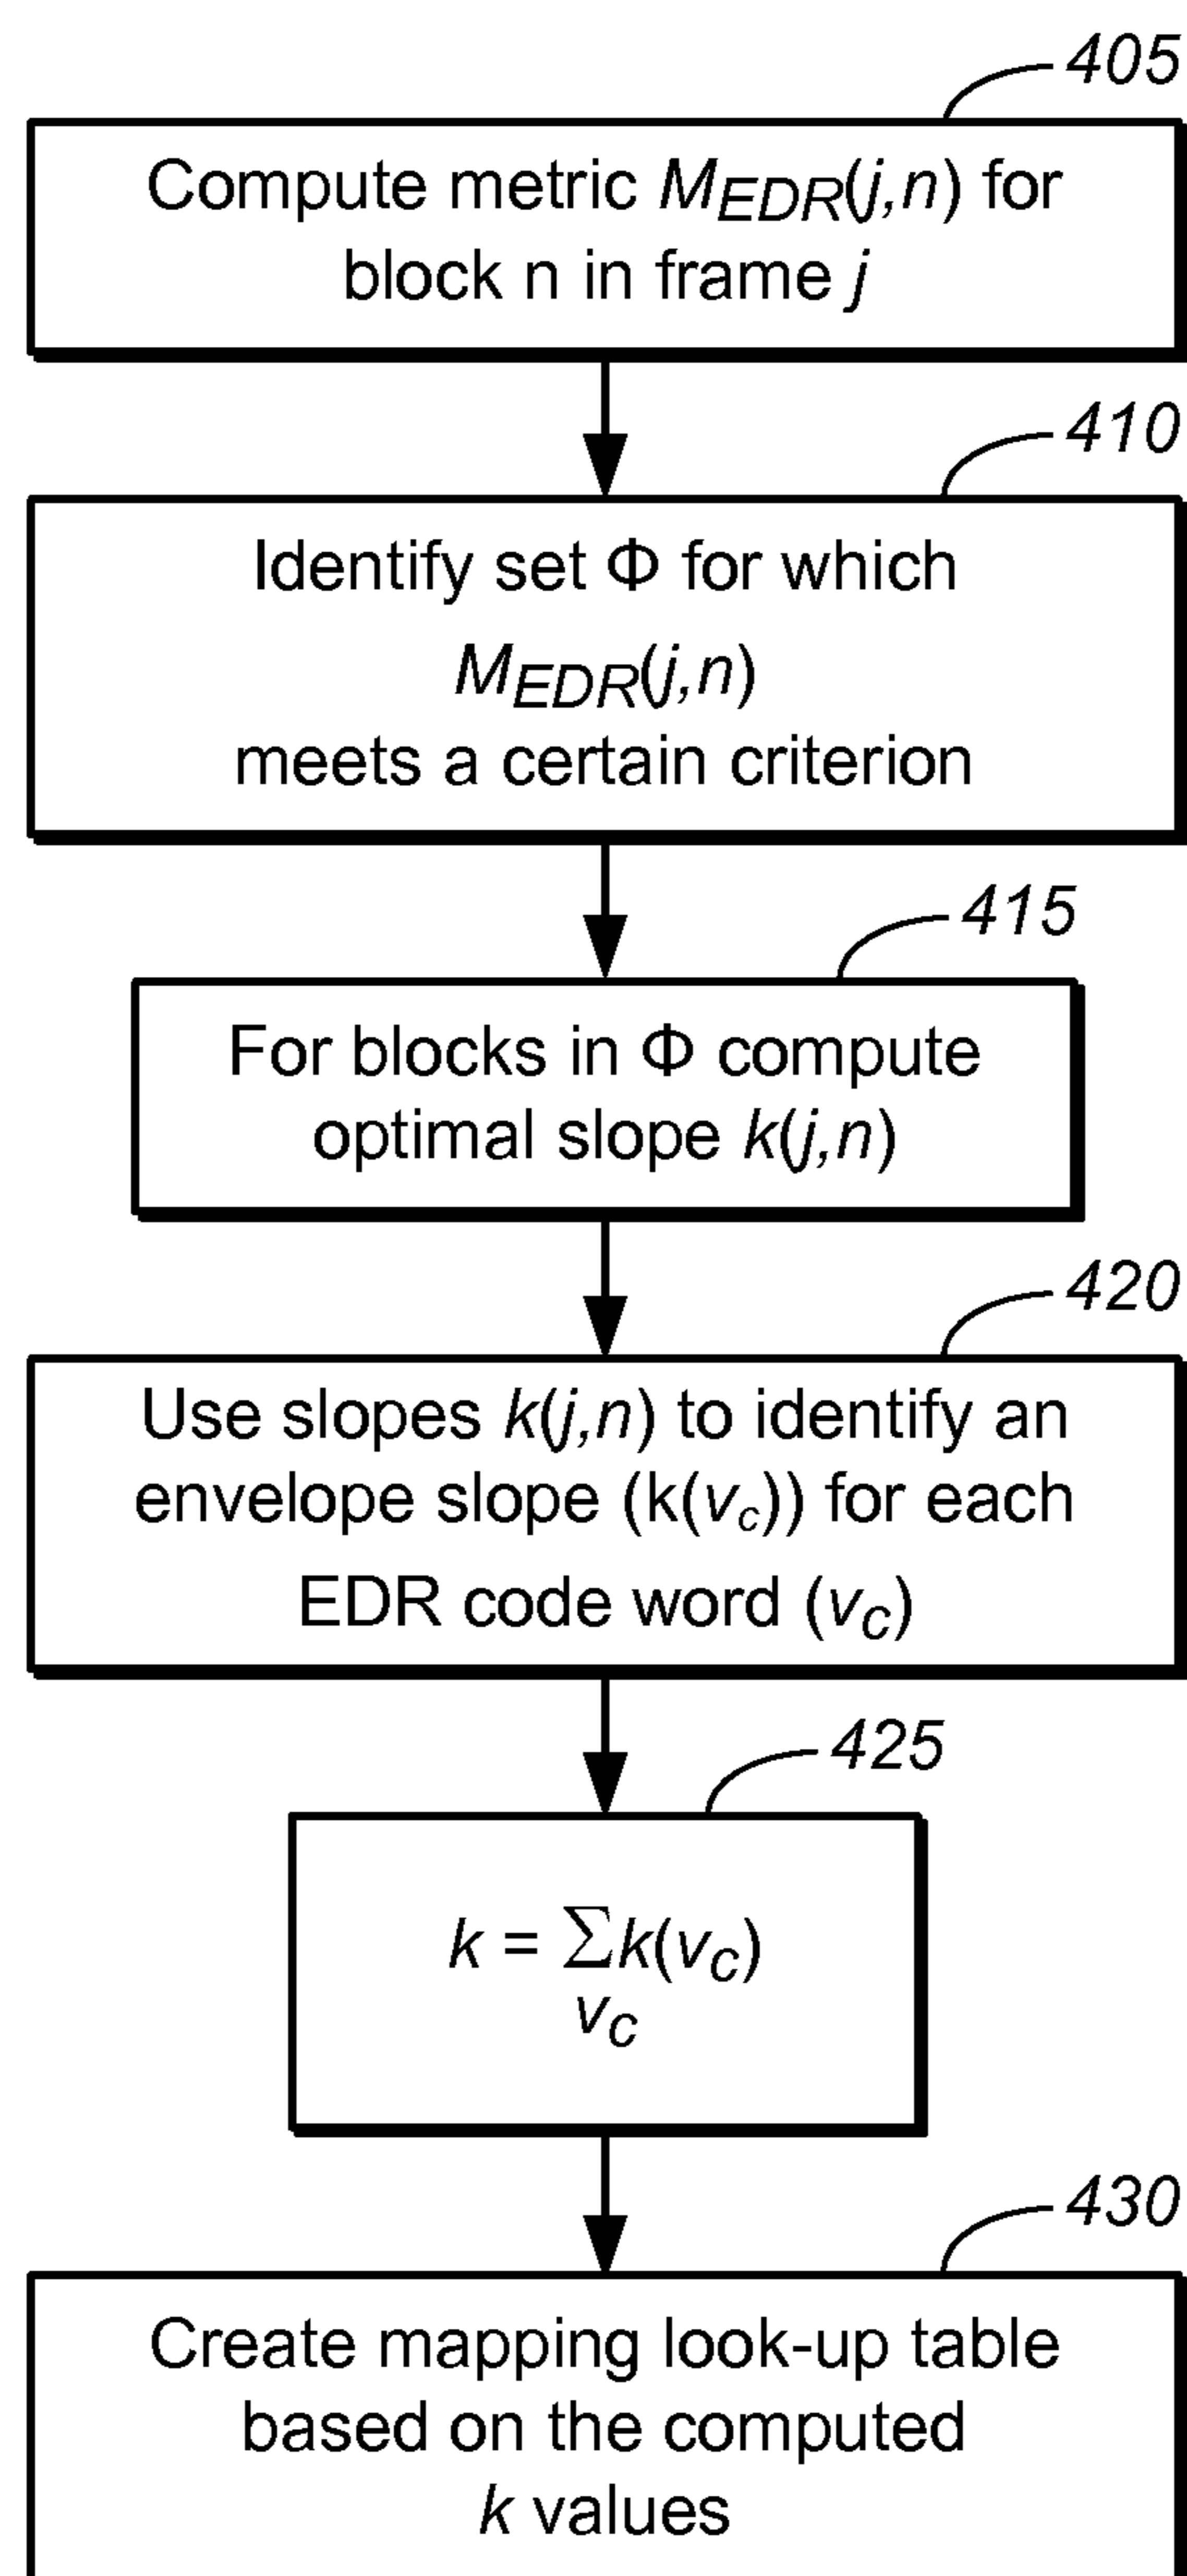 405
Compute metric M_EDR(j,n) for
block n in frame j
410
Identify set Φ for which
M_EDR(j,n)
meets a certain criterion
415
For blocks in Φ compute
optimal slope k(j,n)
420
Use slopes k(j,n) to identify an
envelope slope (k(v_c)) for each
EDR code word (v_c)
425
k = Σk(v_c)
v_c
430
Create mapping look-up table
based on the computed
k values